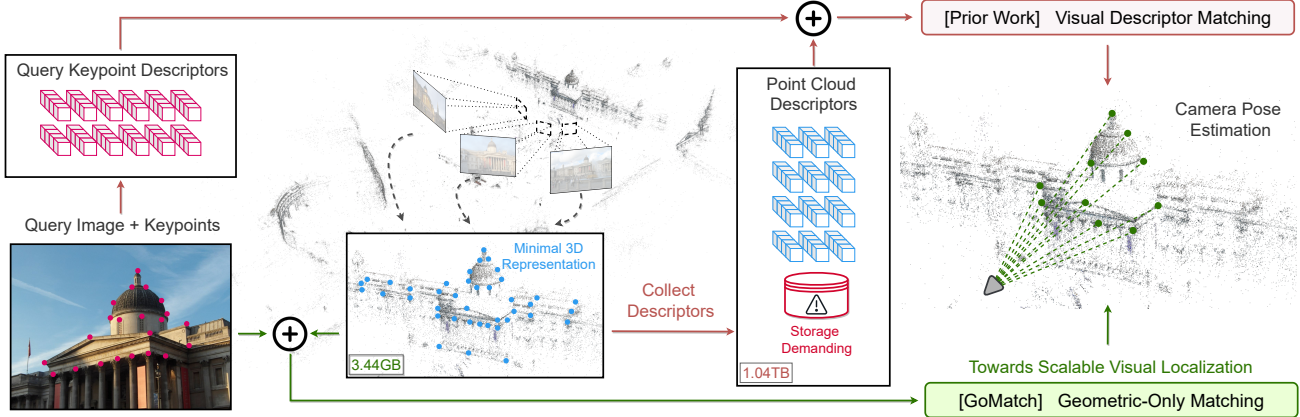 [Prior Work] Visual Descriptor Matching
Query Keypoint Descriptors
Point Cloud
Descriptors
Camera Pose
Estimation
Query Image + Keypoints
Minimal 3D
Representation
Collect
Descriptors
Storage
Demanding
3.44GB
1.04TB
Towards Scalable Visual Localization
[GoMatch] Geometric-Only Matching